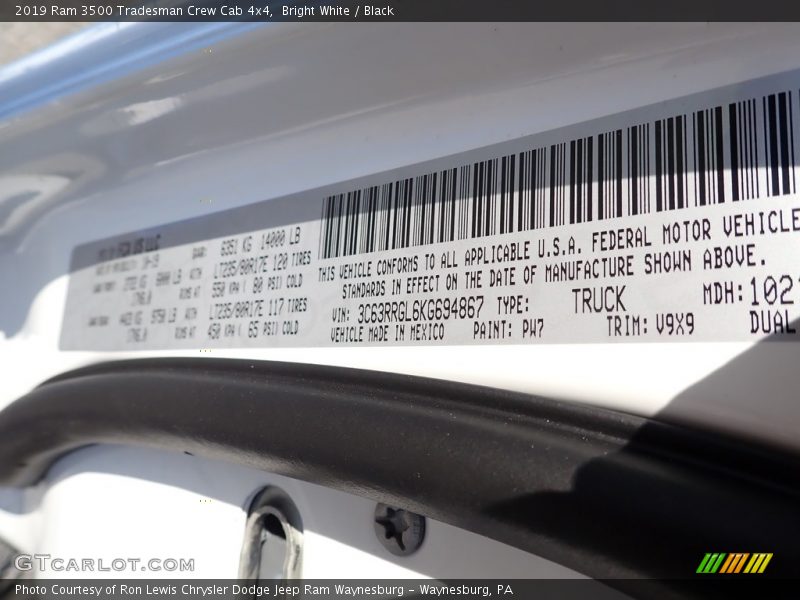 2019 Ram 3500 Tradesman Crew Cab 4x4, Bright White / Black
FCA US LLC
GVWR: 6351 KG 14000 LB
LT235/80R17E 120 TIRES
550 KPA ( 80 PSI) COLD
LT235/80R17E 117 TIRES
450 KPA ( 65 PSI) COLD
THIS VEHICLE CONFORMS TO ALL APPLICABLE U.S.A. FEDERAL MOTOR VEHICLE
STANDARDS IN EFFECT ON THE DATE OF MANUFACTURE SHOWN ABOVE.
VIN: 3C63RRGL6KG694867 TYPE: TRUCK MDH: 102
VEHICLE MADE IN MEXICO PAINT: PW7 TRIM: V9X9 DUAL
GTCARLOT.COM
Photo Courtesy of Ron Lewis Chrysler Dodge Jeep Ram Waynesburg – Waynesburg, PA